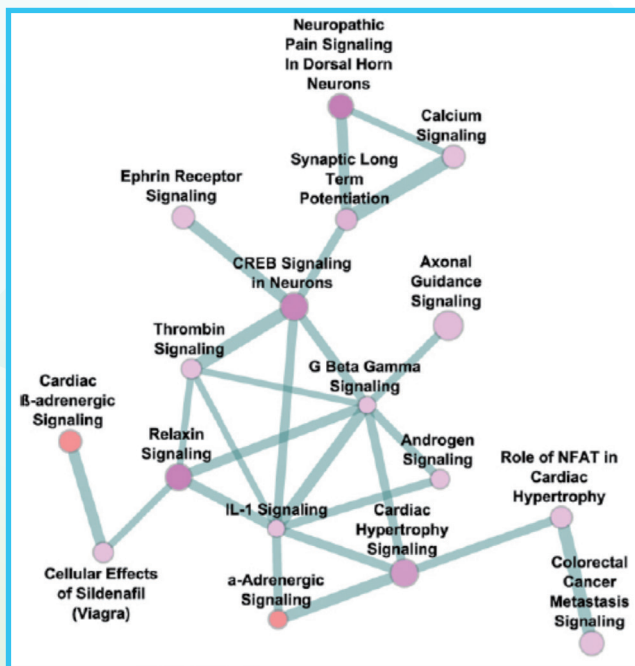 Neuropathic
Pain Signaling
In Dorsal Horn
Neurons
Calcium
Signaling
Synaptic Long
Term
Potentiation
Ephrin Receptor
Signaling
CREB Signaling
in Neurons
Axonal
Guidance
Signaling
Thrombin
Signaling
G Beta Gamma
Signaling
Cardiac
ß-adrenergic
Signaling
Relaxin
Signaling
Androgen
Signaling
Role of NFAT in
Cardiac
Hypertrophy
IL-1 Signaling
Cardiac
Hypertrophy
Signaling
Cellular Effects
of Sildenafil
(Viagra)
a-Adrenergic
Signaling
Colorectal
Cancer
Metastasis
Signaling